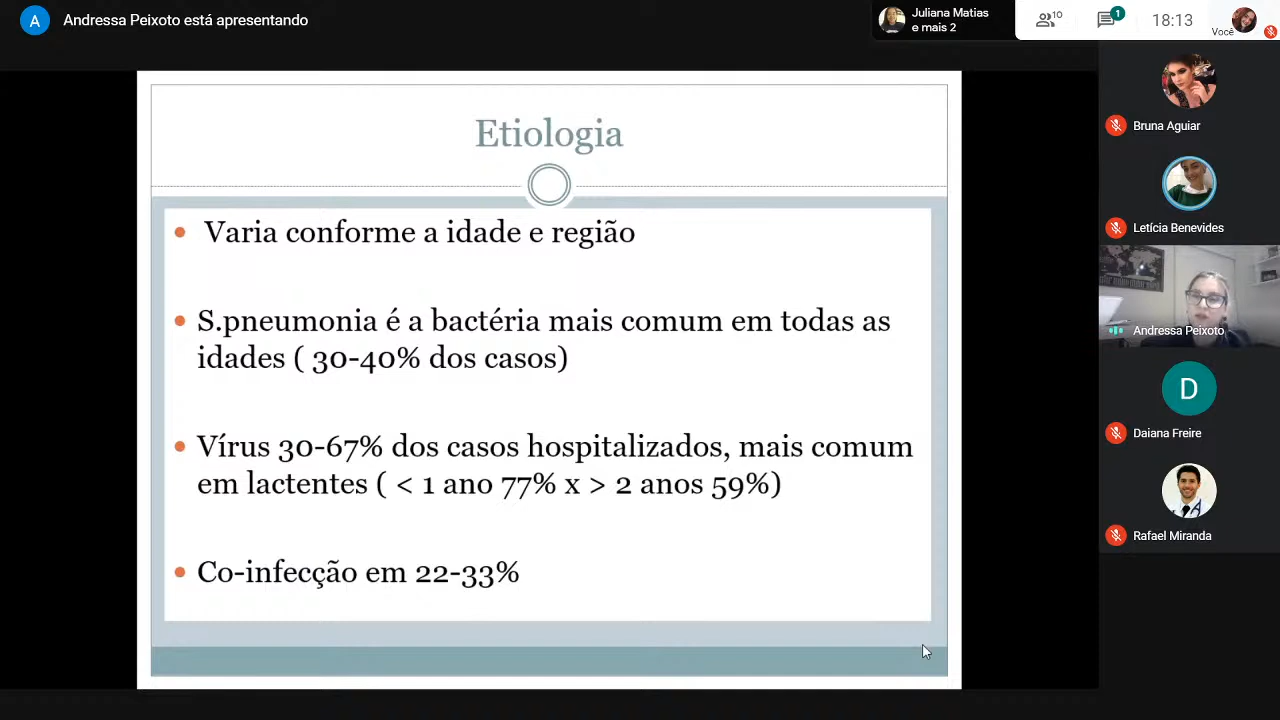 A
Andressa Peixoto está apresentando
Juliana Matias
e mais 2
10
1
18:13
Você
Etiologia
Varia conforme a idade e região
S.pneumonia é a bactéria mais comum em todas as
idades ( 30-40% dos casos)
Vírus 30-67% dos casos hospitalizados, mais comum
em lactentes ( < 1 ano 77% x > 2 anos 59%)
Co-infecção em 22-33%
Bruna Aguiar
Letícia Benevides
Andressa Peixoto
D
Daiana Freire
Rafael Miranda